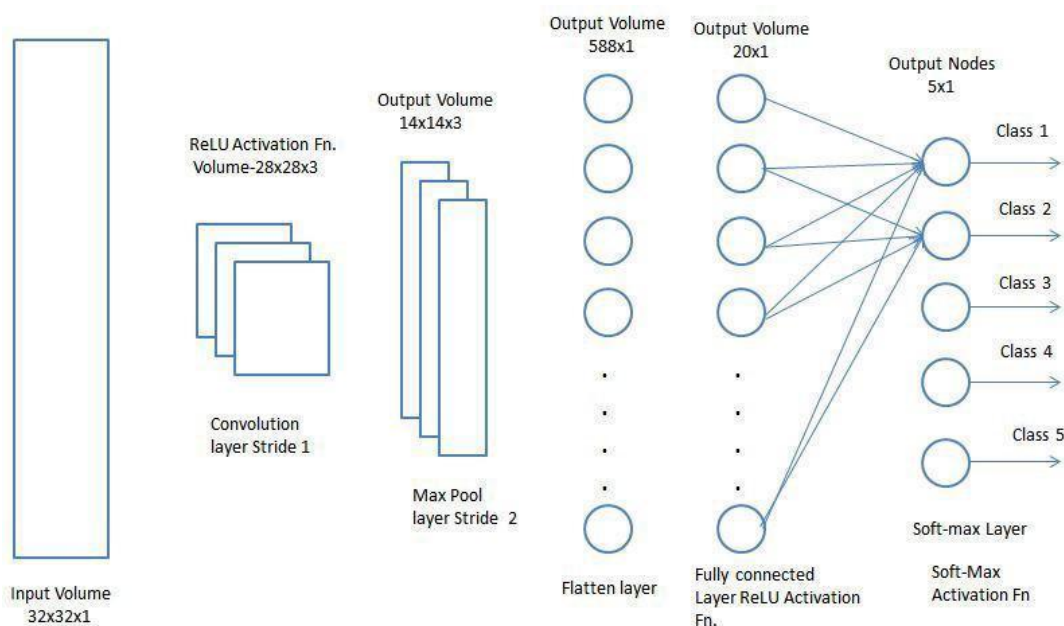 Input Volume
32x32x1
ReLU Activation Fn.
Volume-28x28x3
Convolution
layer Stride 1
Output Volume
14x14x3
Max Pool
layer Stride 2
Output Volume
588x1
Flatten layer
Output Volume
20x1
Fully connected
Layer ReLU Activation
Fn.
Output Nodes
5x1
Class 1
Class 2
Class 3
Class 4
Class 5
Soft-max Layer
Soft-Max
Activation Fn